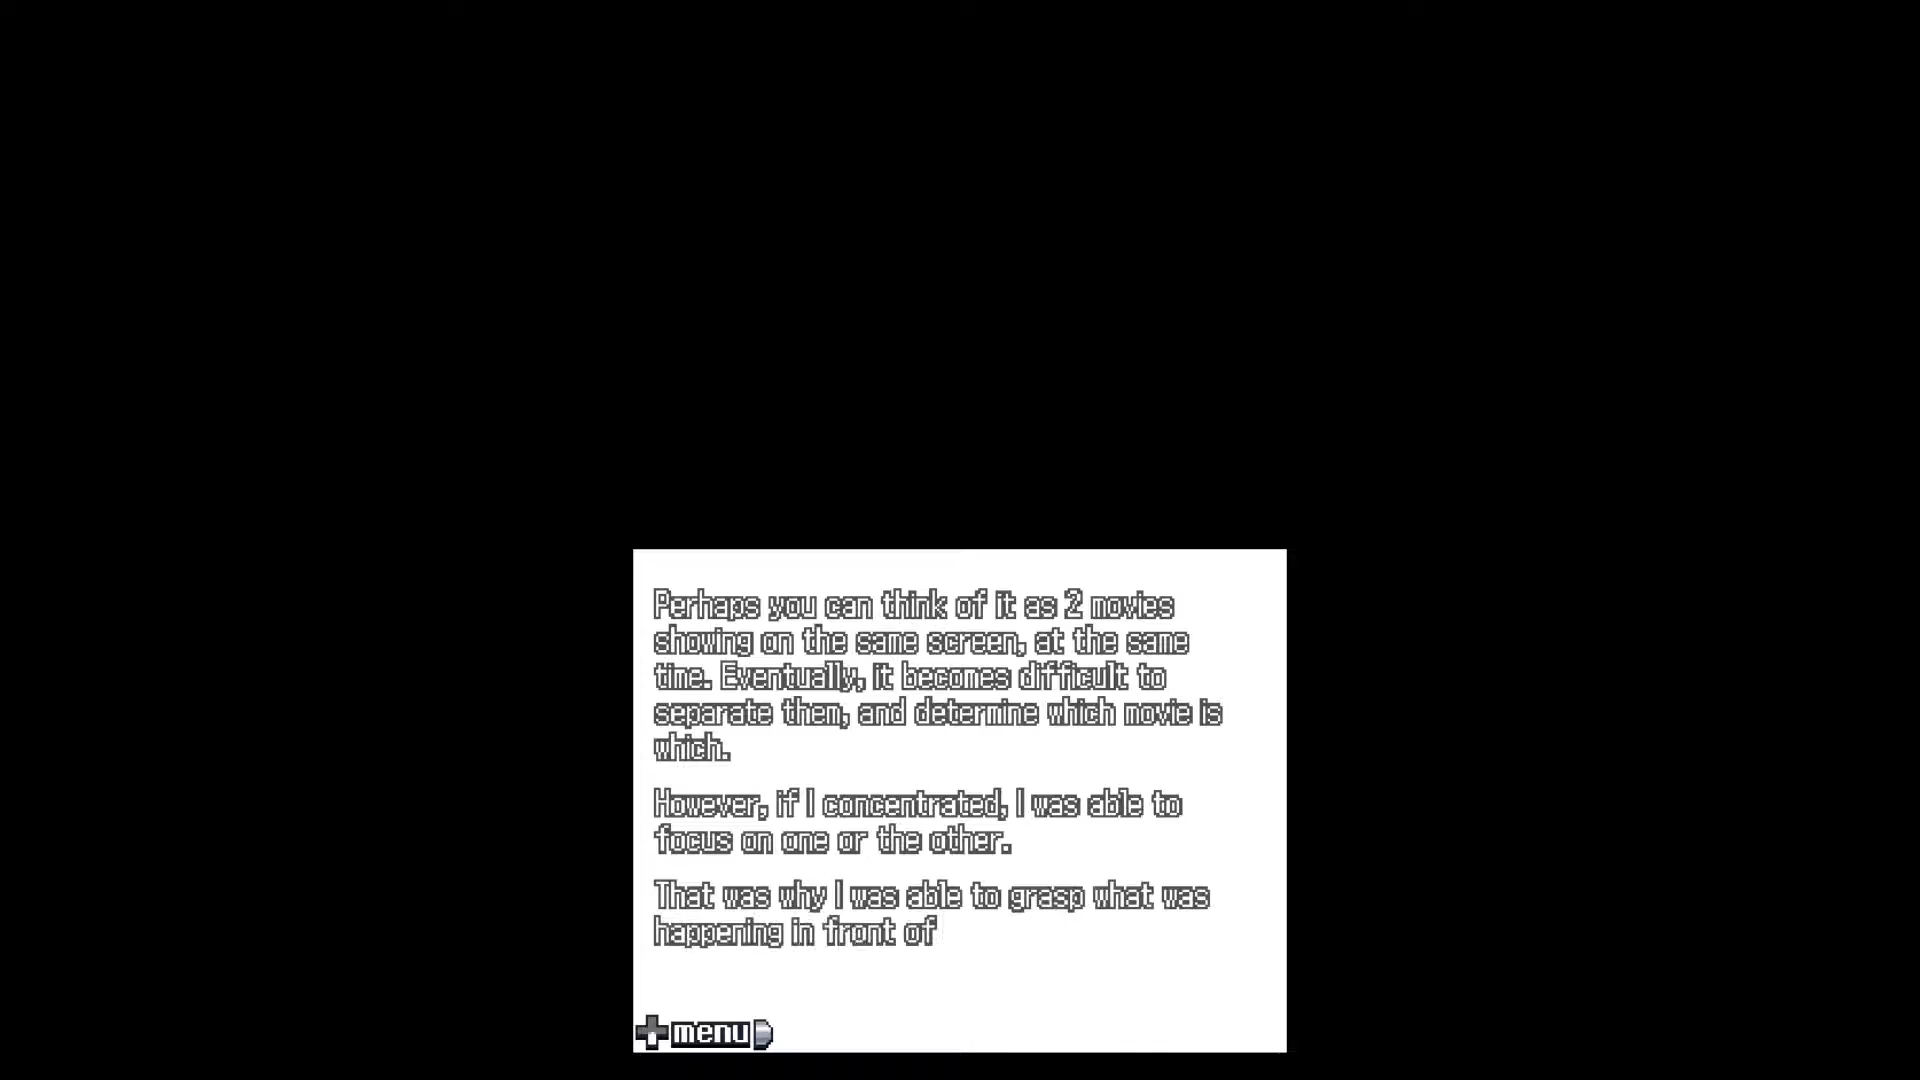 Perhaps you can think of it as 2 movies
showing on the same screen, at the same
time. Eventually, it becomes difficult to
separate them, and determine which movie is
which.
However, if I concentrated, I was able to
focus on one or the other.
That was why I was able to grasp what was
happening in front of
menu